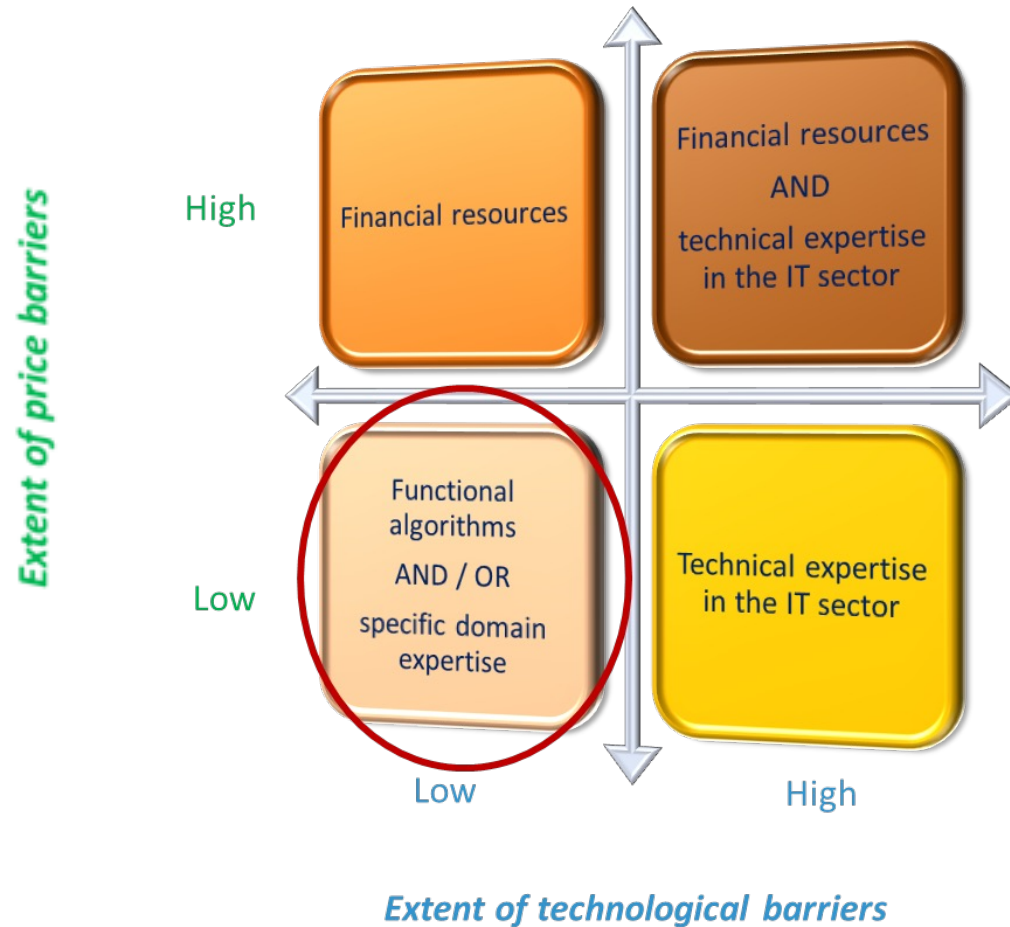 Extent of price barriers
High
Financial resources
Financial resources
AND
technical expertise
in the IT sector
Low
Functional
algorithms
AND / OR
specific domain
expertise
Technical expertise
in the IT sector
Low
High
Extent of technological barriers